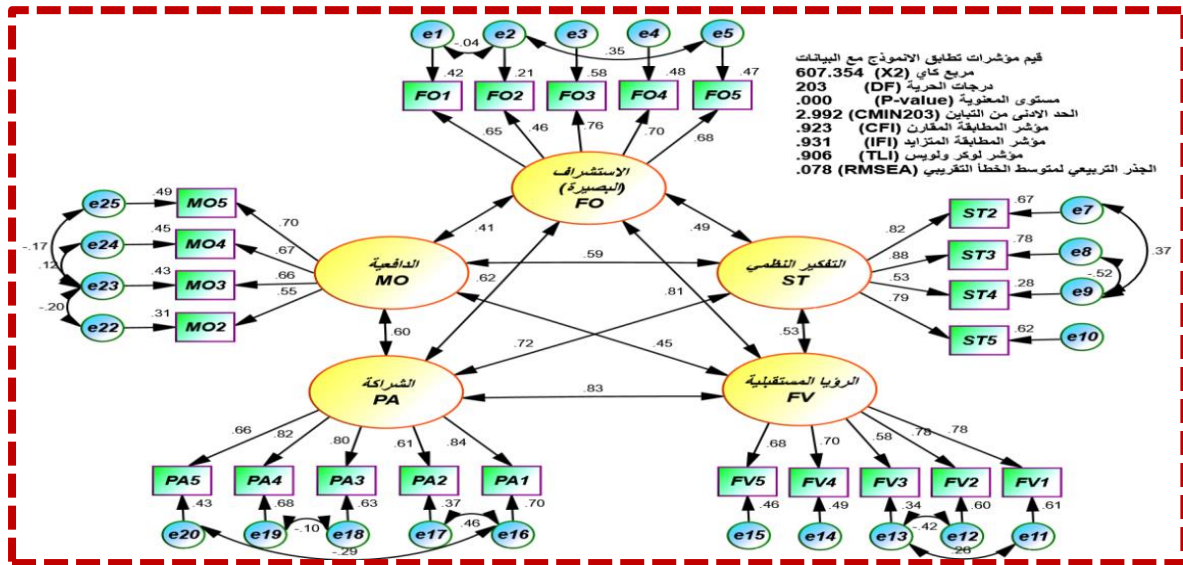 e1 e2 e3 e4 e5
-.04 .35
.42 .21 .58 .48 .47
FO1 FO2 FO3 FO4 FO5
.65 .46 .76 .70 .68
قيم مؤشرات تطابق الانموذج مع البيانات
مربع كاي (X2) 607.354
درجات الحرية (DF) 203
مستوى المعنوية (P-value) .000
الحد الادنى من التباين (CMIN203) 2.992
مؤشر المطابقة المقارن (CFI) .923
مؤشر المطابقة المتزايد (IFI) .931
مؤشر لوكر ولويس (TLI) .906
الجذر التربيعي لمتوسط الخطأ التقريبي (RMSEA) .078
الاستشراف
(البصيرة)
FO
e25 .49 MO5 .70
e24 .45 MO4 .67
e23 .43 MO3 .66
e22 .31 MO2 .55
-.17
.12
-.20
الدافعية
MO
.41 .49
.59
.62 .81
التفكير النظمي
ST
.82 ST2 .67 e7
.88 ST3 .78 e8
.53 ST4 .28 e9
.79 ST5 .62 e10
.37
-.52
.60 .72 .45 .53
الشراكة
PA
.83
الرؤيا المستقبلية
FV
.66 .82 .80 .61 .84
PA5 PA4 PA3 PA2 PA1
.43 .68 .63 .37 .70
e20 e19 e18 e17 e16
-.10 .46
-.29
.68 .70 .58 .78 .78
FV5 FV4 FV3 FV2 FV1
.46 .49 .34 .60 .61
e15 e14 e13 e12 e11
-.42